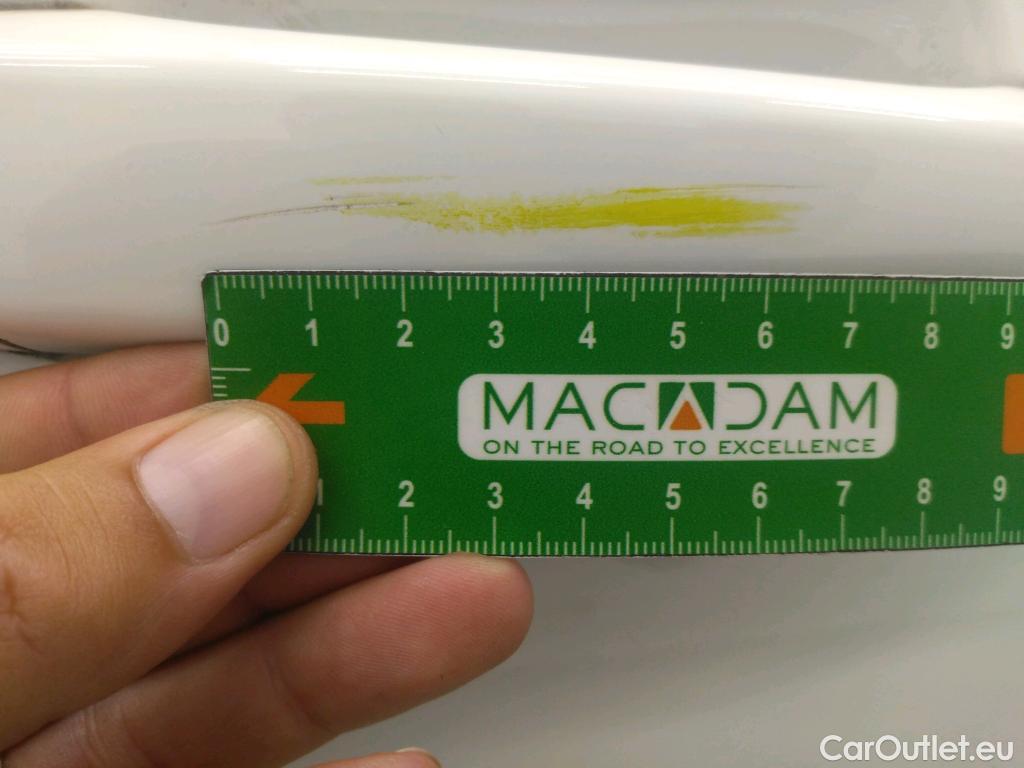 0 1 2 3 4 5 6 7 8 9
MACADAM
ON THE ROAD TO EXCELLENCE
1 2 3 4 5 6 7 8 9
CarOutlet.eu